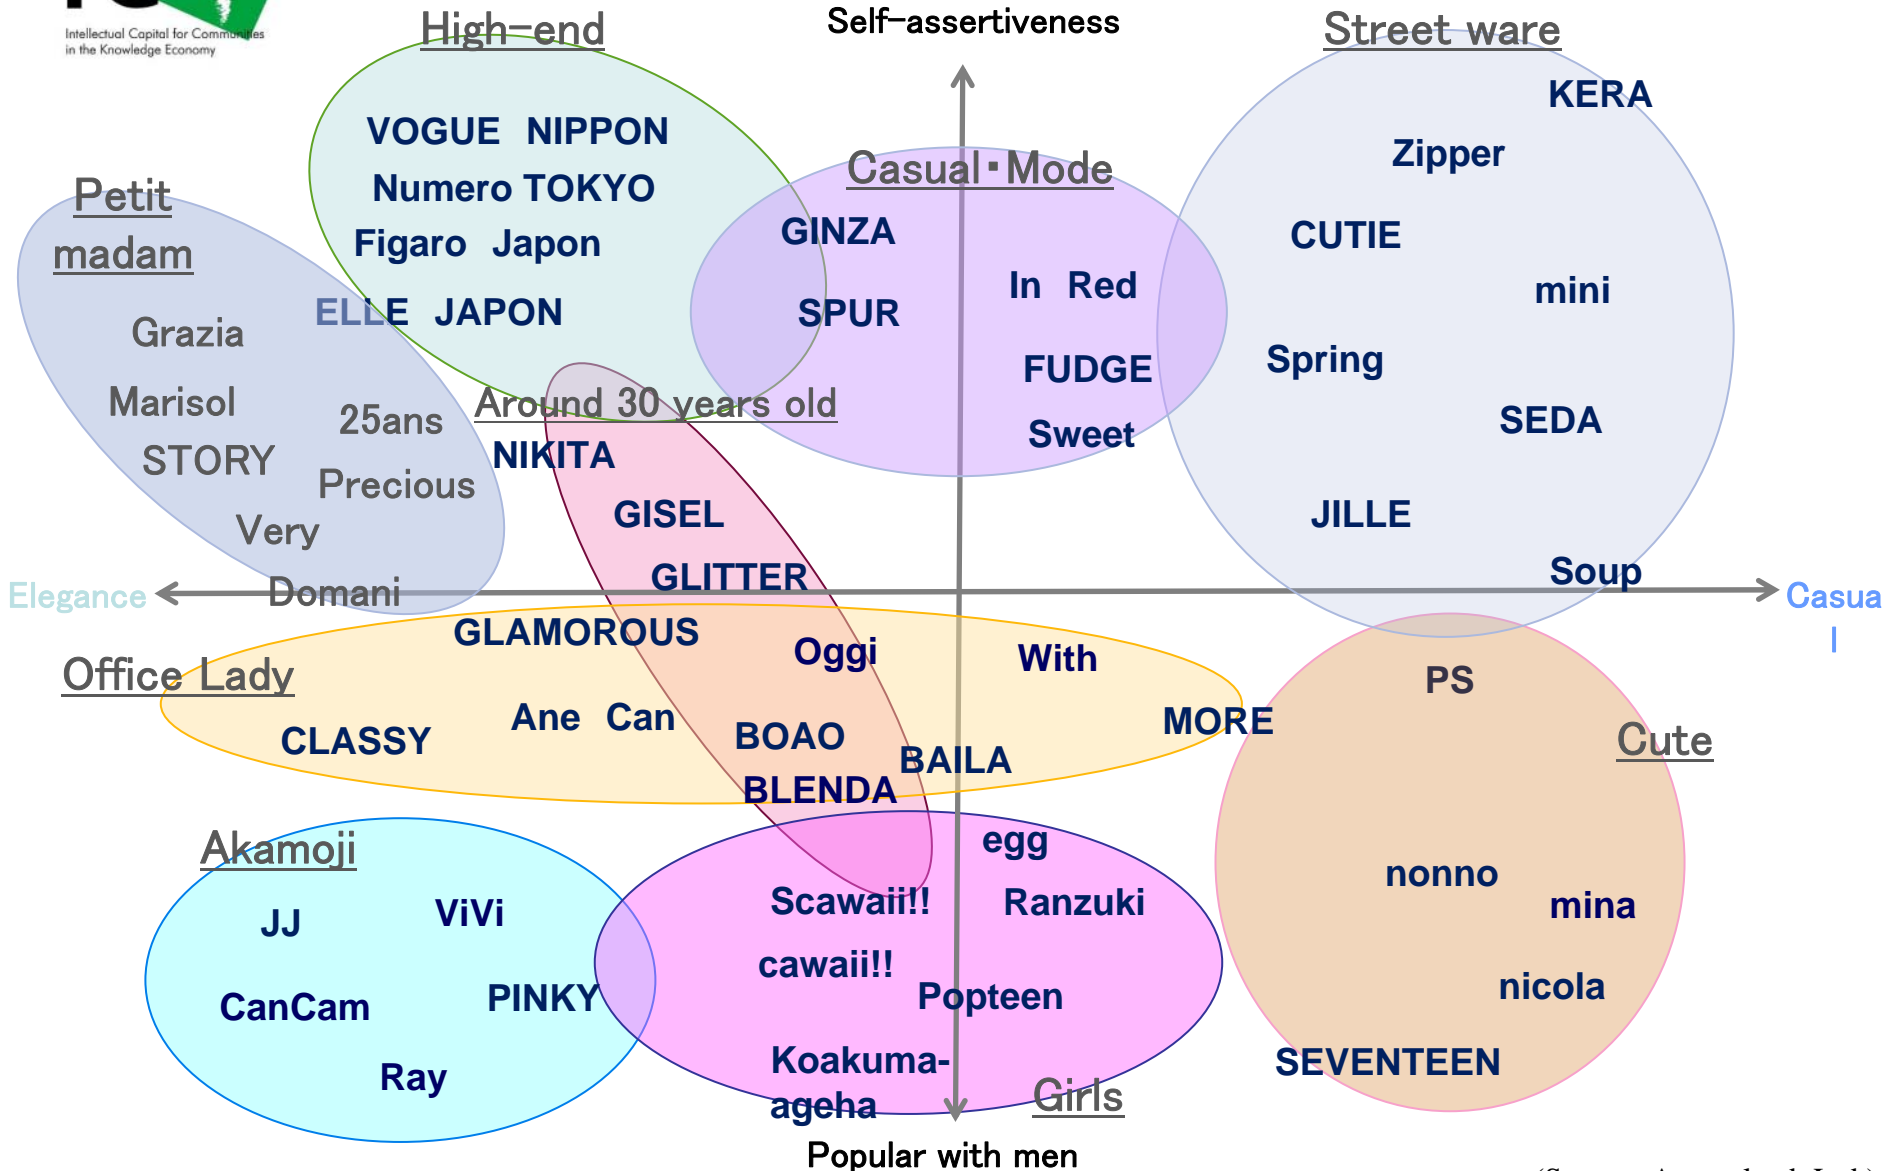 Intellectual Capital for Communities
in the Knowledge Economy
High-end
Self-assertiveness
Street ware
KERA
VOGUE NIPPON
Zipper
Casual・Mode
Petit
madam
Numero TOKYO
GINZA
CUTIE
Figaro Japon
In Red
mini
ELLE JAPON
SPUR
Grazia
Spring
FUDGE
Marisol
25ans
Around 30 years old
SEDA
Sweet
STORY
NIKITA
Precious
GISEL
JILLE
Very
GLITTER
Soup
Elegance
Domani
Casua
l
GLAMOROUS
Oggi
With
Office Lady
PS
Ane Can
MORE
CLASSY
BOAO
Cute
BAILA
BLENDA
Akamoji
egg
nonno
Scawaii!!
Ranzuki
mina
JJ
ViVi
cawaii!!
nicola
CanCam
PINKY
Popteen
Koakuma-
ageha
SEVENTEEN
Ray
Girls
Popular with men